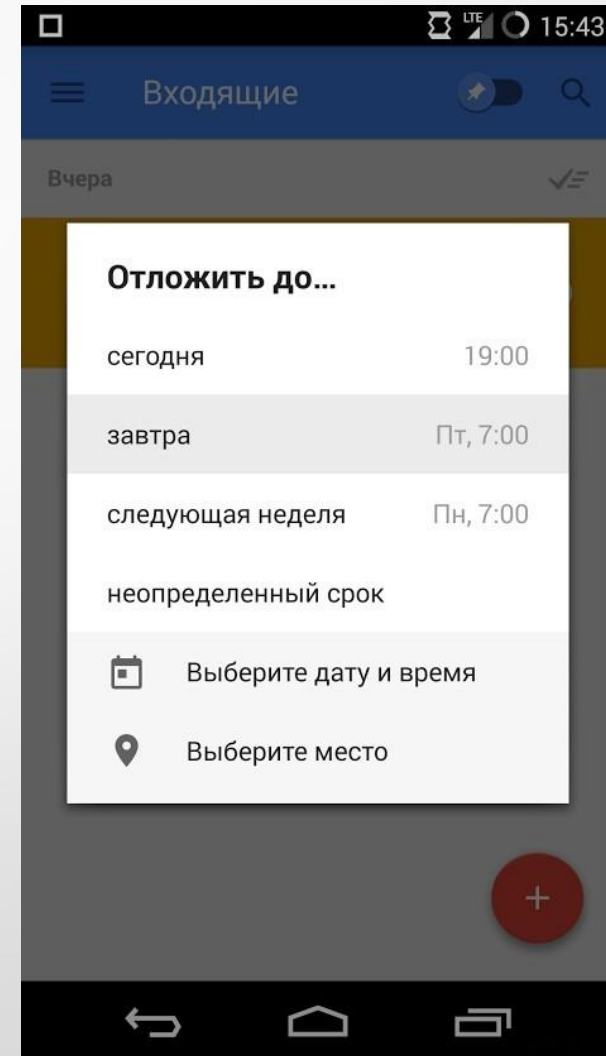 LTE 15:43
Входящие
Вчера
Отложить до...
сегодня 19:00
завтра Пт, 7:00
следующая неделя Пн, 7:00
неопределенный срок
Выберите дату и время
Выберите место